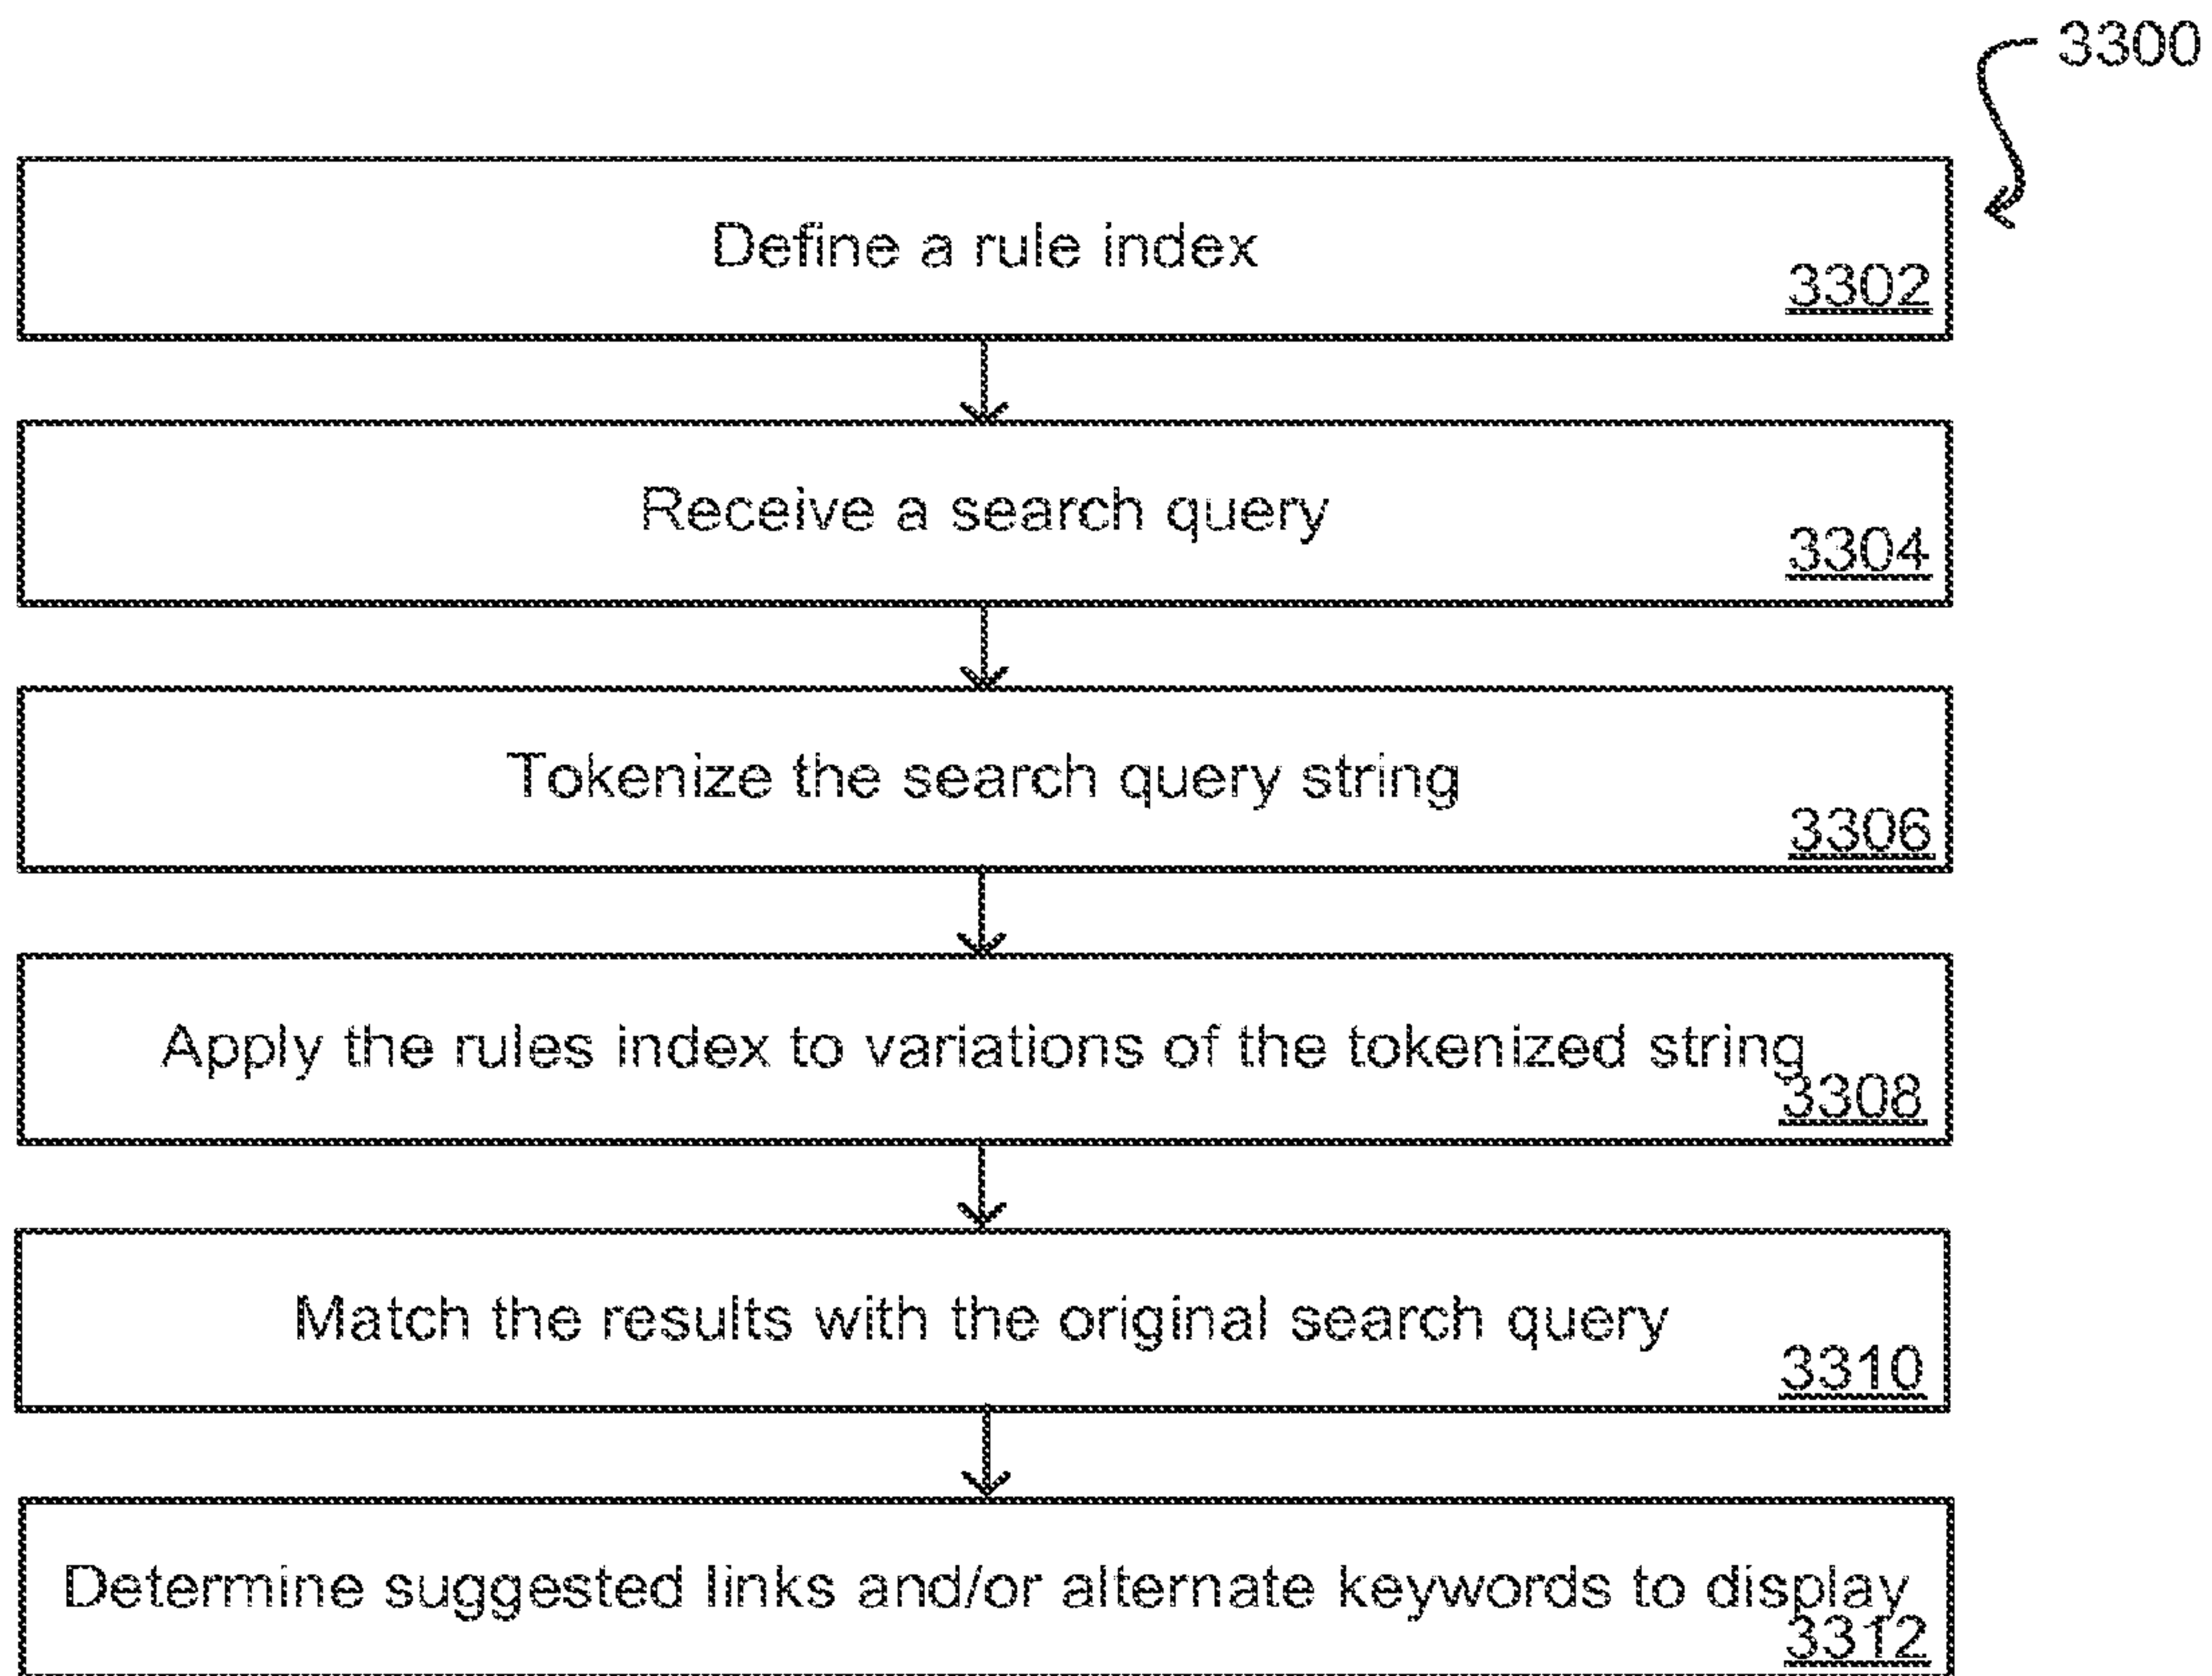 3300
Define a rule index
3302
Receive a search query
3304
Tokenize the search query string
3306
Apply the rules index to variations of the tokenized string
3308
Match the results with the original search query
3310
Determine suggested links and/or alternate keywords to display
3312